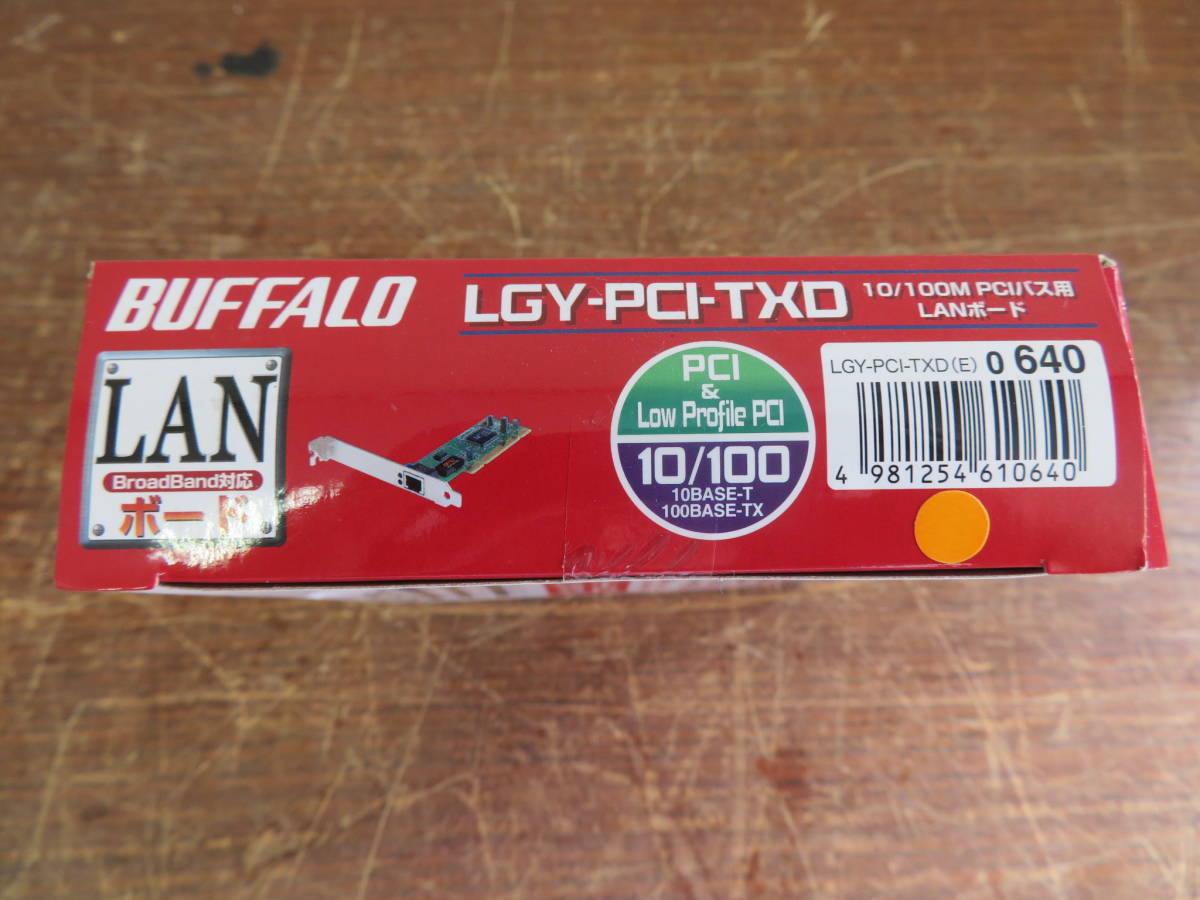 BUFFALO
LGY-PCI-TXD
10/100M PCIバス用
LANボード
LAN
BroadBand対応
ボード
PCI
&
Low Profile PCI
10/100
10BASE-T
100BASE-TX
LGY-PCI-TXD(E) 0 640
4 981254 610640